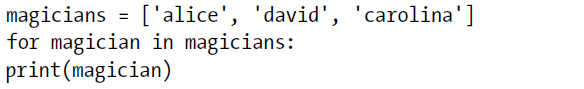 magicians = ['alice', 'david', 'carolina']
for magician in magicians:
print(magician)